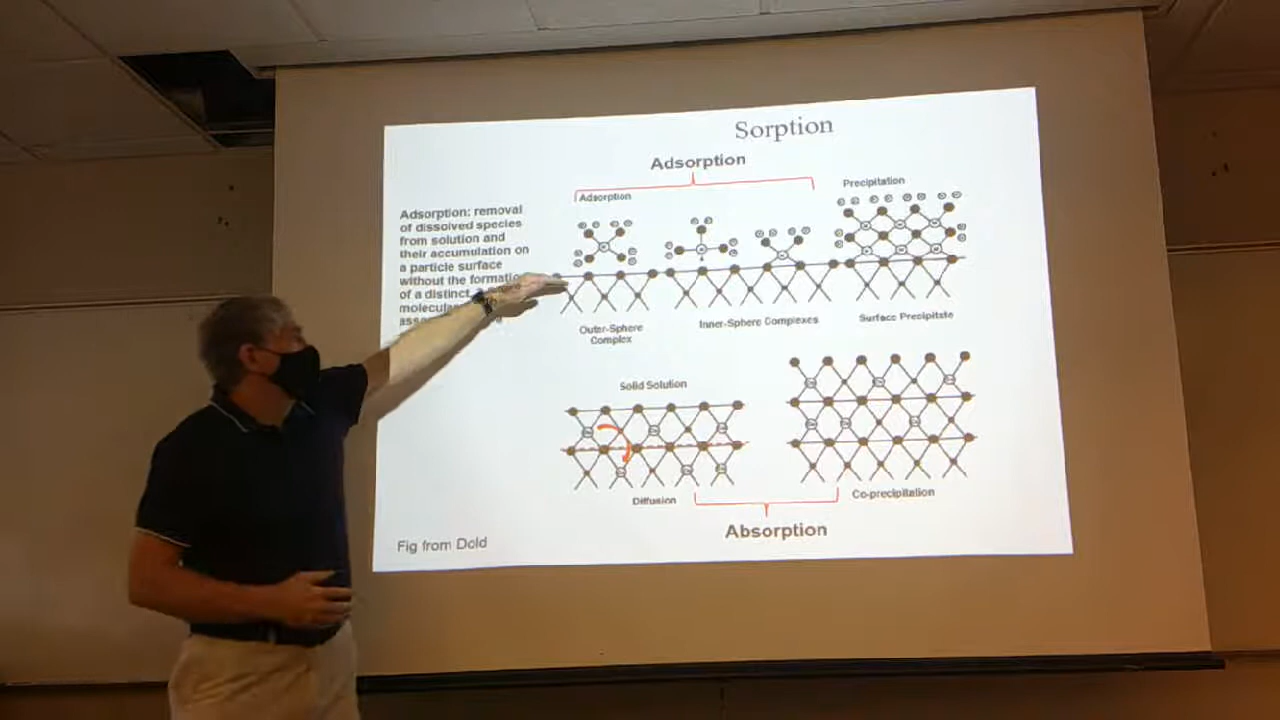 Sorption
Adsorption
Adsorption
Precipitation
Adsorption: removal
of dissolved species
from solution and
their accumulation on
a particle surface
without the
of a distinct
Outer-Sphere
Complex
Inner-Sphere Complexes
Surface Precipitate
Solid Solution
Diffusion
Co-precipitation
Absorption
Fig from Dold